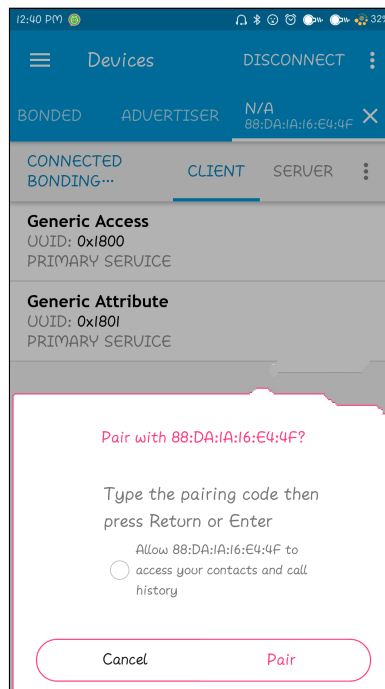 12:40 PM
32%
Devices
DISCONNECT
BONDED
ADVERTISER
N/A
88:DA:1A:16:E4:4F
CONNECTED
BONDING...
CLIENT
SERVER
Generic Access
UUID: 0x1800
PRIMARY SERVICE
Generic Attribute
UUID: 0x1801
PRIMARY SERVICE
Pair with 88:DA:1A:16:E4:4F?
Type the pairing code then
press Return or Enter
Allow 88:DA:1A:16:E4:4F to
access your contacts and call
history
Cancel
Pair